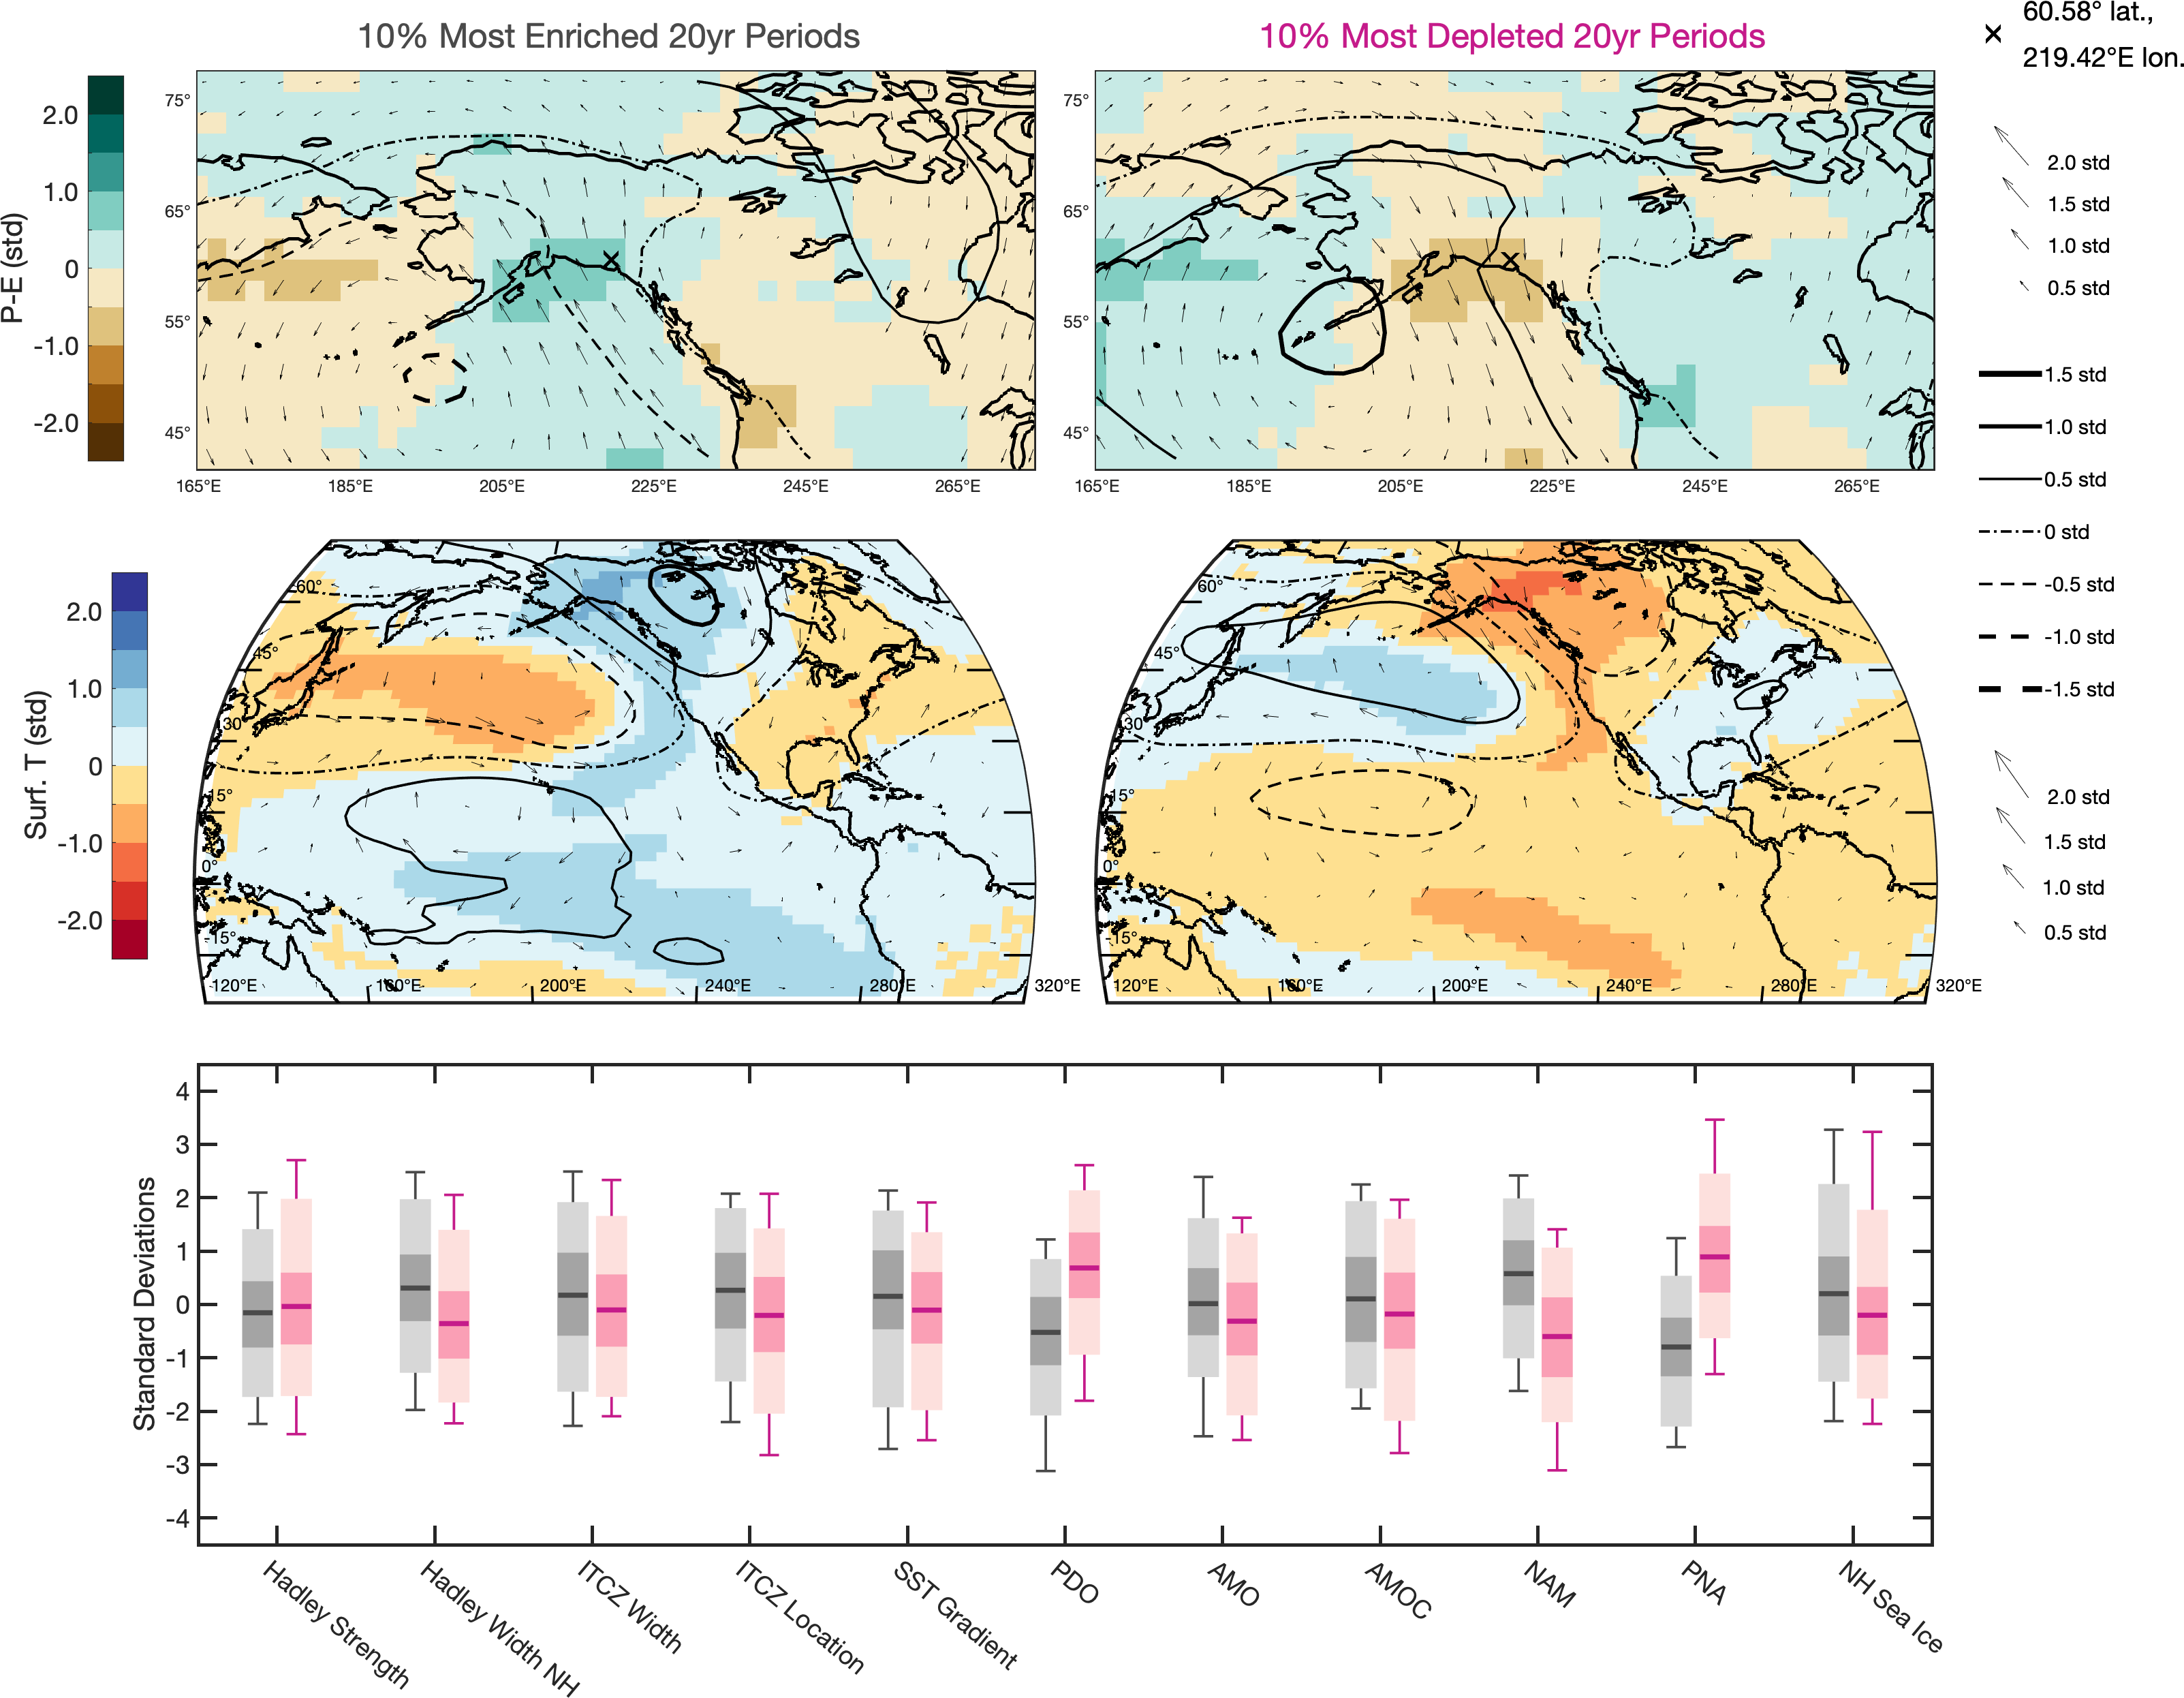 10% Most Enriched 20yr Periods
10% Most Depleted 20yr Periods
60.58° lat.,
219.42°E lon.
P-E (std)
2.0
1.0
0
-1.0
-2.0
75°
65°
55°
45°
165°E 185°E 205°E 225°E 245°E 265°E
75°
65°
55°
45°
165°E 185°E 205°E 225°E 245°E 265°E
2.0 std
1.5 std
1.0 std
0.5 std
1.5 std
1.0 std
0.5 std
0 std
-0.5 std
-1.0 std
-1.5 std
Surf. T (std)
2.0
1.0
0
-1.0
-2.0
60°
45°
30°
15°
0°
-15°
120°E 160°E 200°E 240°E 280°E 320°E
60°
45°
30°
15°
0°
-15°
120°E 160°E 200°E 240°E 280°E 320°E
2.0 std
1.5 std
1.0 std
0.5 std
Standard Deviations
4
3
2
1
0
-1
-2
-3
-4
Hadley Strength
Hadley Width NH
ITCZ Width
ITCZ Location
SST Gradient
PDO
AMO
AMOC
NAM
PNA
NH Sea Ice